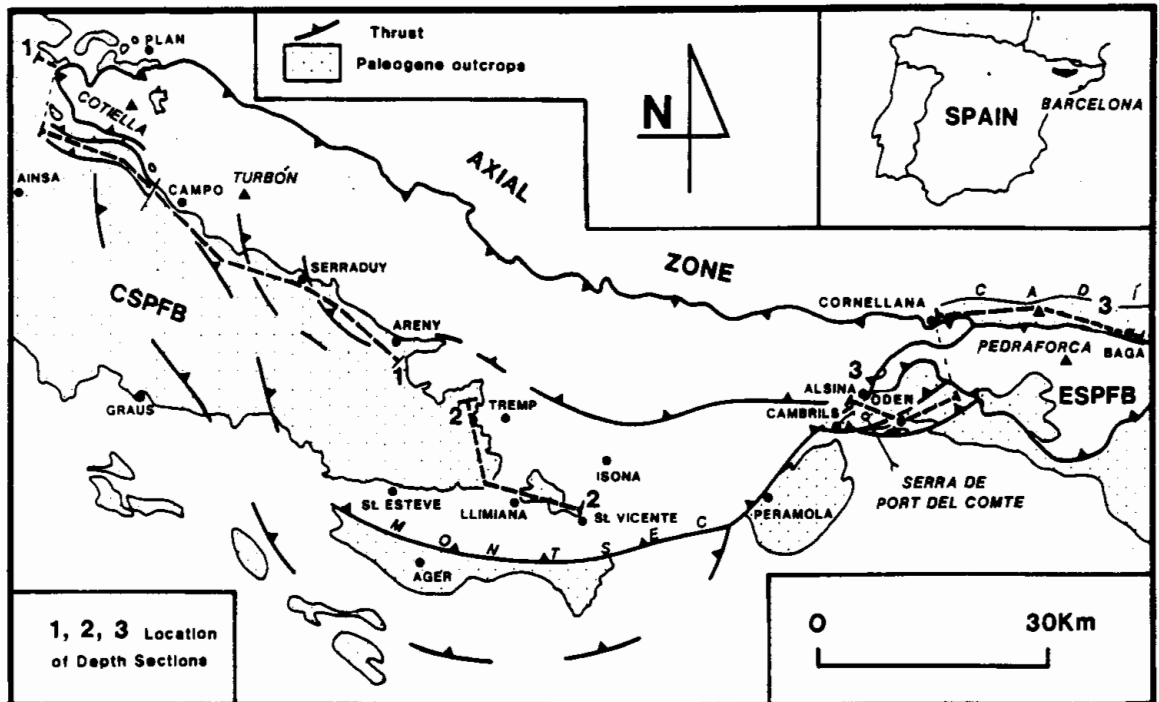 Thrust
Paleogene outcrops
N
SPAIN
BARCELONA
1
PLAN
COTIELLA
AINSA
CAMPO
TURBÓN
AXIAL
ZONE
SERRADUY
CSPFB
ARENY
1
CORNELLANA
C A D Í
3
PEDRAFORCA
BAGA
3
ALSINA
ODEN
ESPFB
CAMBRILS
GRAUS
2
TREMP
ISONA
SERRA DE
PORT DEL COMTE
St. ESTEVE
LLIMIANA
2
St. VICENTE
PERAMOLA
M O N T S E C
AGER
1, 2, 3 Location
of Depth Sections
0 30Km